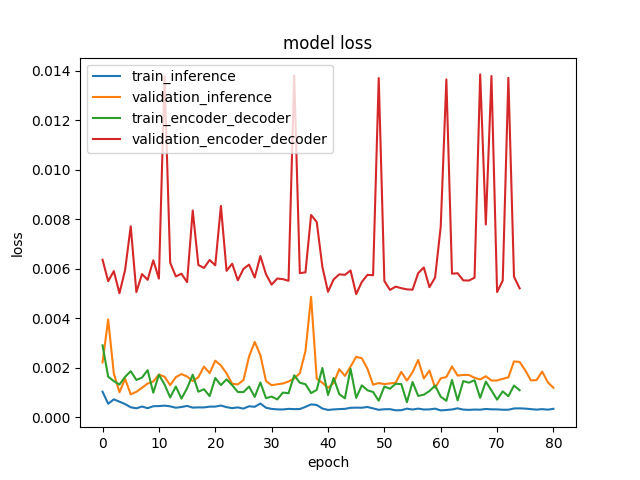 model loss
train_inference
validation_inference
train_encoder_decoder
validation_encoder_decoder
loss
0.014
0.012
0.010
0.008
0.006
0.004
0.002
0.000
0 10 20 30 40 50 60 70 80
epoch